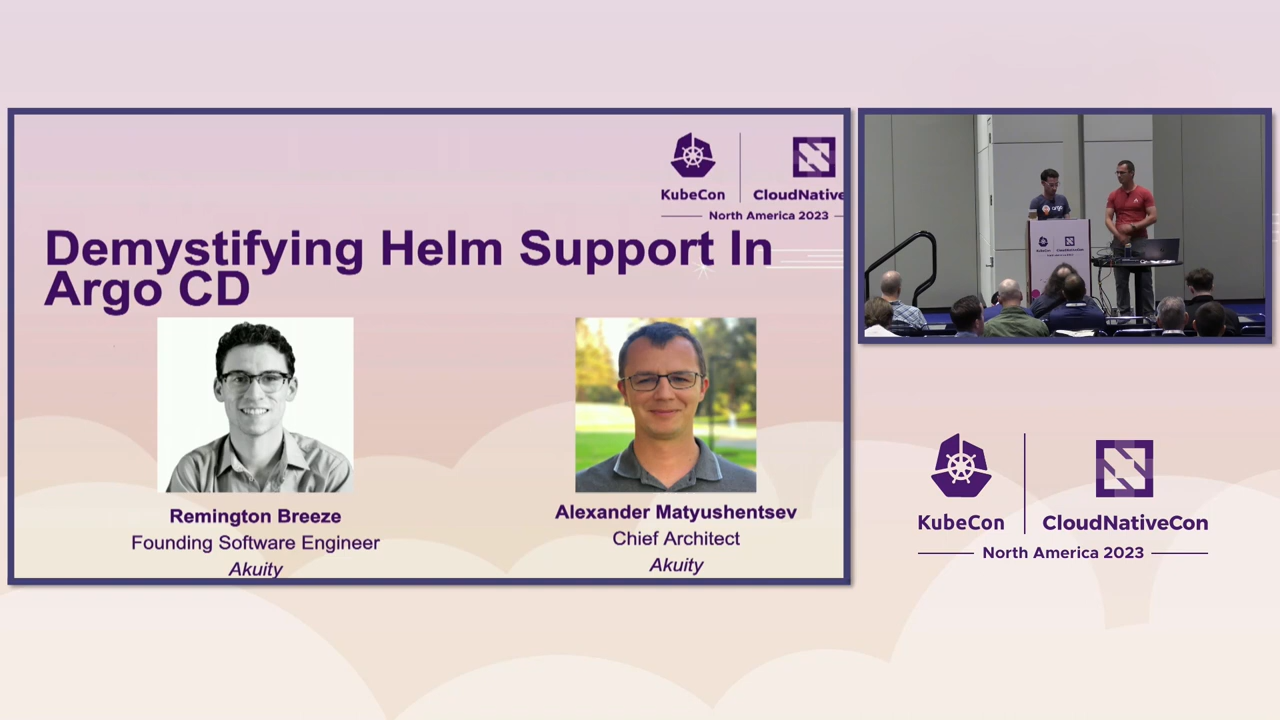 KubeCon
CloudNative
North America 2023
Demystifying Helm Support In
Argo CD
Remington Breeze
Founding Software Engineer
Akuity
Alexander Matyushentsev
Chief Architect
Akuity
argo
KubeCon
CloudNativeCon
North America 2023